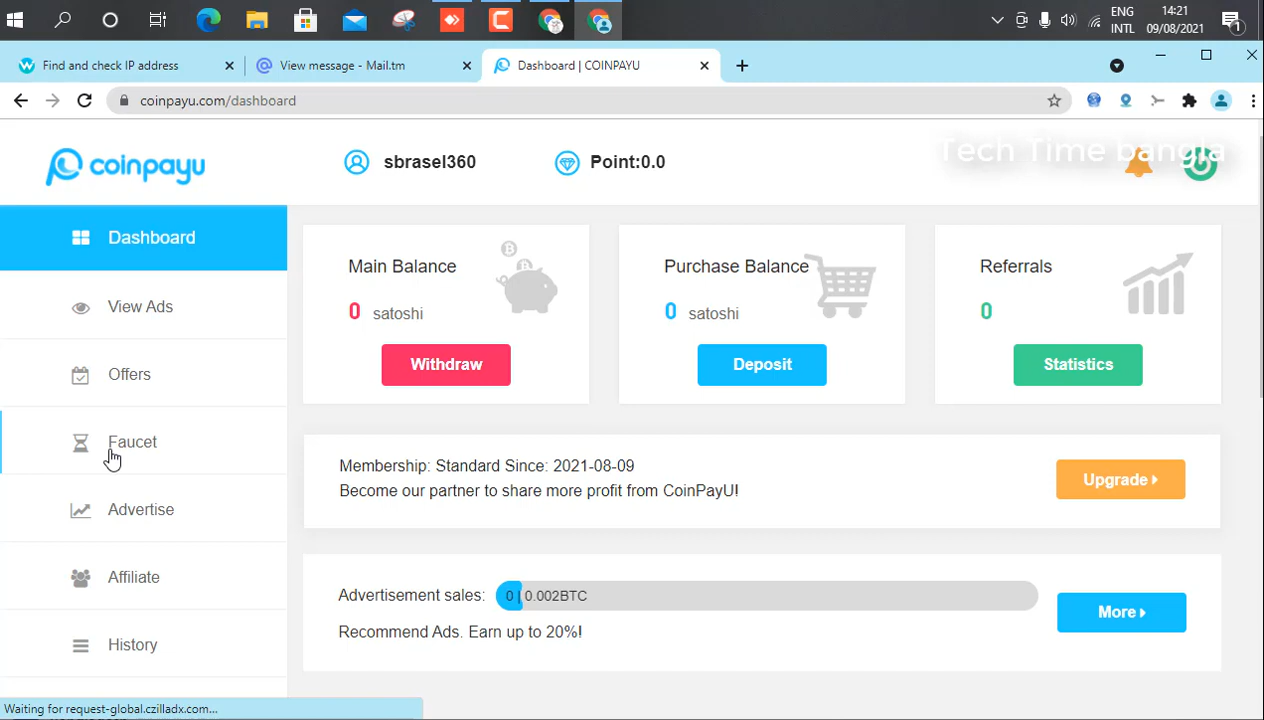 ENG
INTL
14:21
09/08/2021
1
Find and check IP address
View message - Mail.tm
Dashboard | COINPAYU
coinpayu.com/dashboard
Tech Time bangla
coinpayu
sbrasel360
Point:0.0
Dashboard
View Ads
Offers
Faucet
Advertise
Affiliate
History
Main Balance
0 satoshi
Withdraw
Purchase Balance
0 satoshi
Deposit
Referrals
0
Statistics
Membership: Standard Since: 2021-08-09
Become our partner to share more profit from CoinPayU!
Upgrade
Advertisement sales: 0 | 0.002BTC
Recommend Ads. Earn up to 20%!
More
Waiting for request-global.czilladx.com...